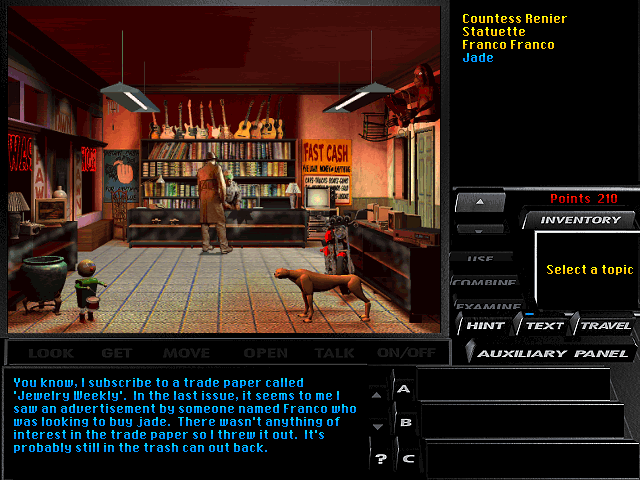 Countess Renier
Statuette
Franco Franco
Jade
FAST CASH
Points 210
INVENTORY
USE
COMBINE
EXAMINE
Select a topic
HINT TEXT TRAVEL
AUXILIARY PANEL
LOOK GET MOVE OPEN TALK ON/OFF
You know, I subscribe to a trade paper called
'Jewelry Weekly'.  In the last issue, it seems to me I
saw an advertisement by someone named Franco who
was looking to buy jade.  There wasn't anything of
interest in the trade paper so I threw it out.  It's
probably still in the trash can out back.
A
B
? C